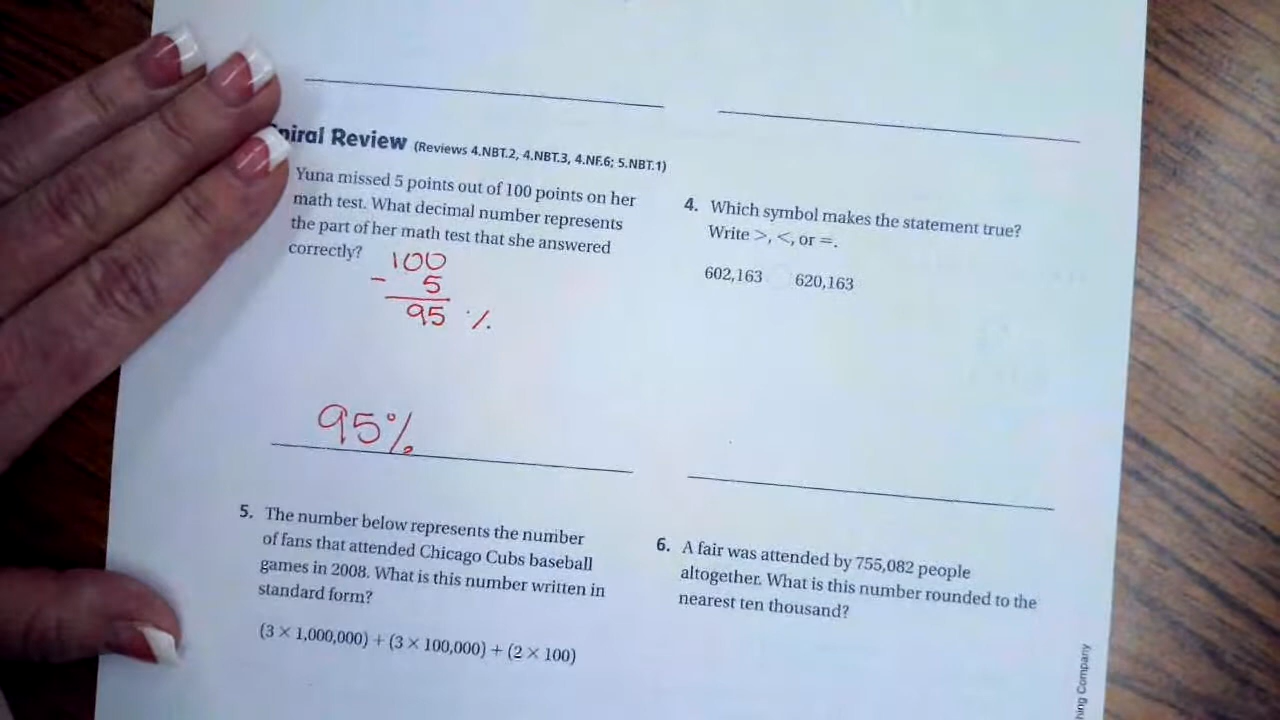 Spiral Review (Reviews 4.NBT.2, 4.NBT.3, 4.NF.6; 5.NBT.1)
Yuna missed 5 points out of 100 points on her
math test. What decimal number represents
the part of her math test that she answered
correctly?
100
- 5
95 %
95%
4. Which symbol makes the statement true?
Write >, <, or =.
602,163 620,163
5. The number below represents the number
of fans that attended Chicago Cubs baseball
games in 2008. What is this number written in
standard form?
(3 × 1,000,000) + (3 × 100,000) + (2 × 100)
6. A fair was attended by 755,082 people
altogether. What is this number rounded to the
nearest ten thousand?
Company